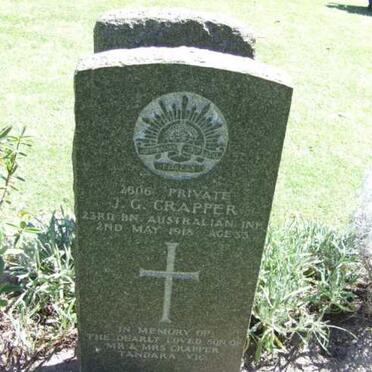 2606 PRIVATE
J. G. CRAPPER
23RD BN. AUSTRALIAN INF.
2ND MAY 1918 AGE 35
IN MEMORY OF
THE DEARLY LOVED SON OF
MR & MRS CRAPPER
TANDARA VIC.